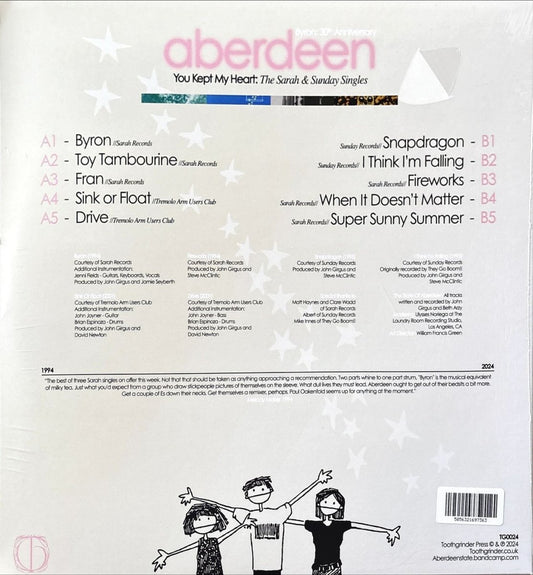 Byron: 30th Anniversary
aberdeen
You Kept My Heart: The Sarah & Sunday Singles
A1 - Byron //Sarah Records
A2 - Toy Tambourine //Sarah Records
A3 - Fran //Sarah Records
A4 - Sink or Float //Tremolo Arm Users Club
A5 - Drive //Tremolo Arm Users Club
Sunday Records// Snapdragon - B1
Sunday Records// I Think I'm Falling - B2
Sarah Records// Fireworks - B3
Sarah Records// When It Doesn't Matter - B4
Sarah Records// Super Sunny Summer - B5
Courtesy of Sarah Records
Additional Instrumentation:
Jenni Fields - Guitars, Keyboards, Vocals
Produced by John Girgus and Jamie Seyberth
Courtesy of Sarah Records
Produced by John Girgus and
Steve McClintic
Courtesy of Sunday Records
Produced by John Girgus and
Steve McClintic
Courtesy of Sunday Records
Originally recorded by They Go Boom!!
Produced by John Girgus and
Steve McClintic
Courtesy of Tremolo Arm Users Club
Additional Instrumentation:
John Joyner - Guitar
Brian Espinoza - Drums
Produced by John Girgus and
David Newton
Courtesy of Tremolo Arm Users Club
Additional Instrumentation:
John Joyner - Bass
Brian Espinoza - Drums
Produced by John Girgus and
David Newton
Matt Haynes and Clare Wadd
of Sarah Records
Albert of Sunday Records
Mike Innes of They Go Boom!!
All tracks
written and recorded by John
Girgus and Beth Arzy
Ulysses Noriega at The
Laundry Room Recording Studio,
Los Angeles, CA
William Francis Green
1994
2024
"The best of three Sarah singles on offer this week. Not that that should be taken as anything approaching a recommendation. Two parts whine to one part strum, "Byron" is the musical equivalent
of milky tea. Just what you'd expect from a group who draw stickpeople pictures of themselves on the sleeve. What dull lives they must lead. Aberdeen ought to get out of their bedsits a bit more.
Get a couple of Es down their necks. Get themselves a remixer, perhaps. Paul Oakenfold seems up for anything at the moment."
5056321697363
TG0024
Toothgrinder Press © & ℗ 2024
Toothgrinder.co.uk
Aberdeenstate.bandcamp.com